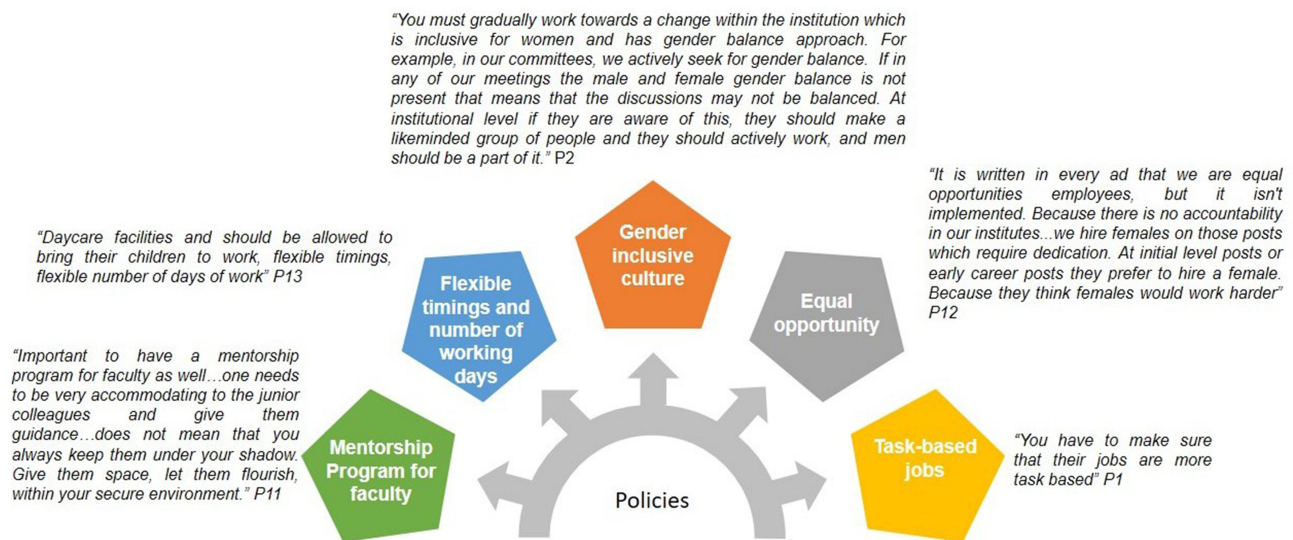 “You must gradually work towards a change within the institution which
is inclusive for women and has gender balance approach. For
example, in our committees, we actively seek for gender balance. If in
any of our meetings the male and female gender balance is not
present that means that the discussions may not be balanced. At
institutional level if they are aware of this, they should make a
likeminded group of people and they should actively work, and men
should be a part of it.” P2
“Daycare facilities and should be allowed to
bring their children to work, flexible timings,
flexible number of days of work” P13
“It is written in every ad that we are equal
opportunities employees, but it isn't
implemented. Because there is no accountability
in our institutes...we hire females on those posts
which require dedication. At initial level posts or
early career posts they prefer to hire a female.
Because they think females would work harder”
P12
“Important to have a mentorship
program for faculty as well…one needs
to be very accommodating to the junior
colleagues and give them
guidance…does not mean that you
always keep them under your shadow.
Give them space, let them flourish,
within your secure environment.” P11
“You have to make sure
that their jobs are more
task based” P1
Mentorship
Program for
faculty
Flexible
timings and
number of
working
days
Gender
inclusive
culture
Equal
opportunity
Task-based
jobs
Policies